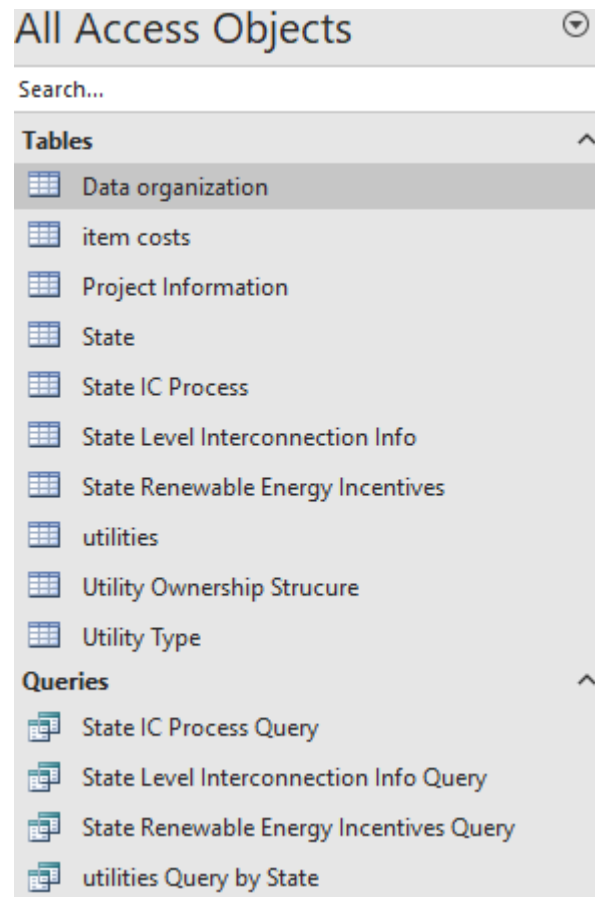 All Access Objects
Search...
Tables
Data organization
item costs
Project Information
State
State IC Process
State Level Interconnection Info
State Renewable Energy Incentives
utilities
Utility Ownership Strucure
Utility Type
Queries
State IC Process Query
State Level Interconnection Info Query
State Renewable Energy Incentives Query
utilities Query by State